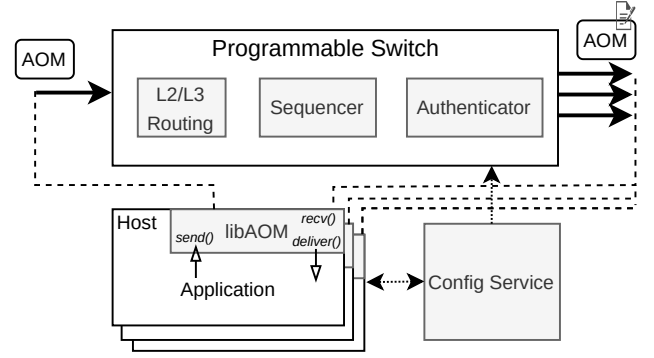 AOM
Programmable Switch
AOM
L2/L3
Routing
Sequencer
Authenticator
Host
send()
libAOM
recv()
deliver()
Application
Config Service